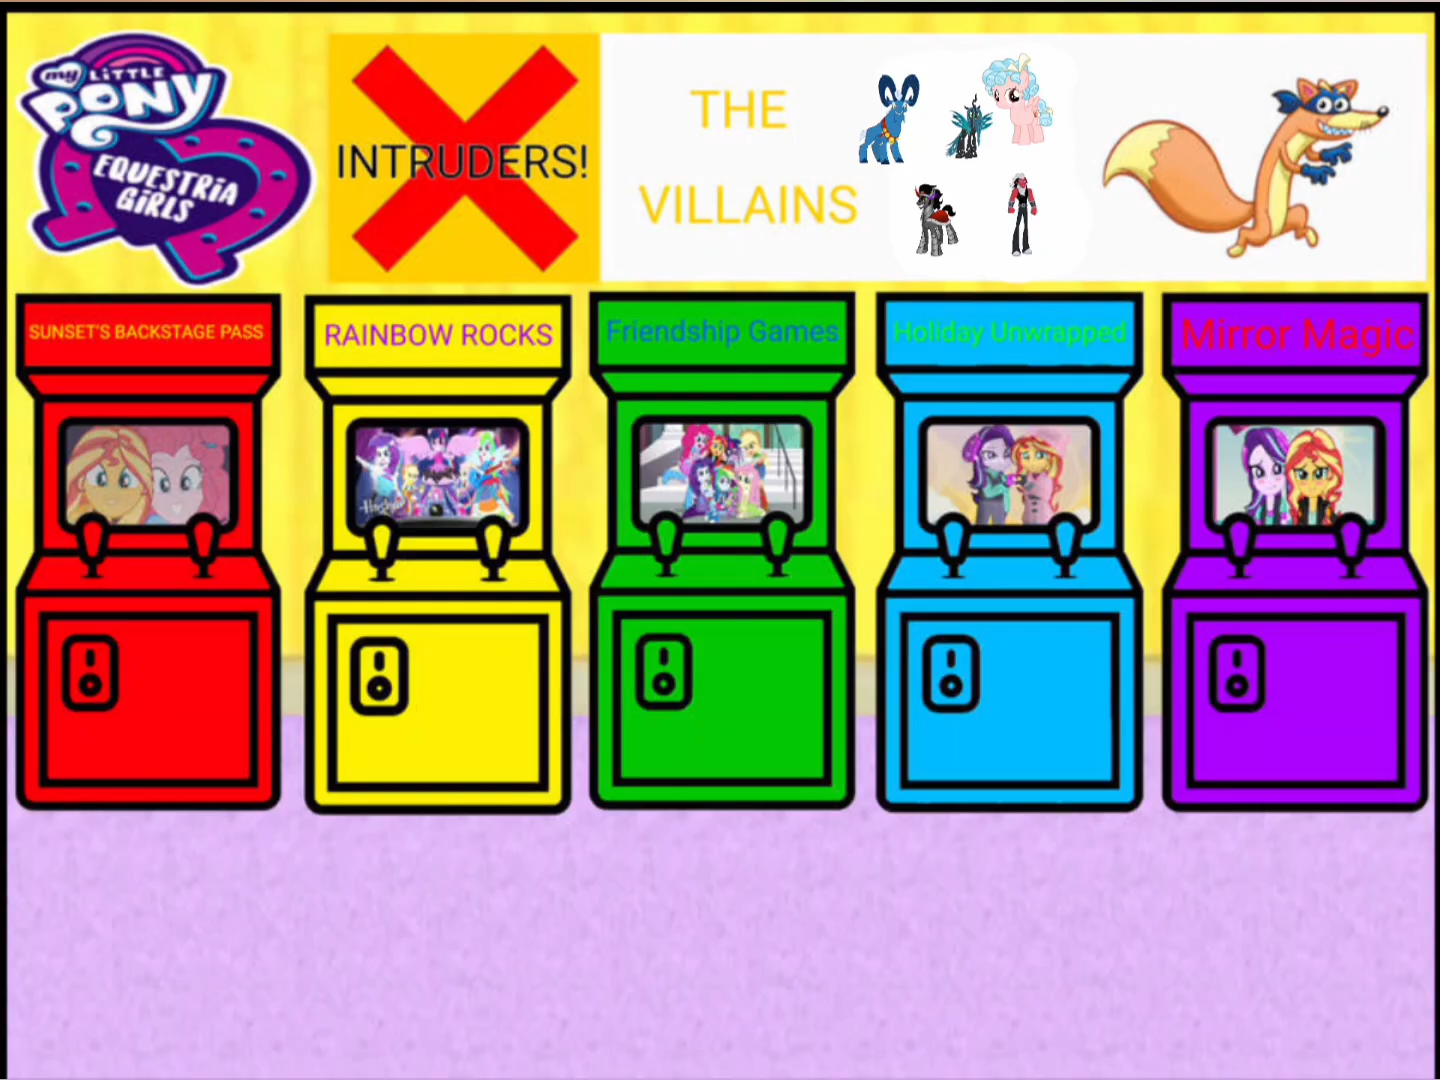 my LiTTLE
PONY
EQUESTRiA
GiRLS
INTRUDERS!
THE
VILLAINS
SUNSET'S BACKSTAGE PASS
RAINBOW ROCKS
Friendship Games
Holiday Unwrapped
Mirror Magic
Hasbro